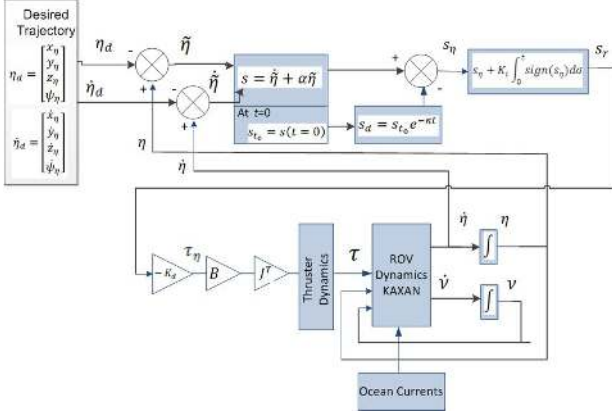 Desired
Trajectory
η_d = [x_η y_η z_η ψ_η]
η̇_d = [ẋ_η ẏ_η ż_η ψ̇_η]
η_d
η̇_d
-
+
-
+
η̃
η̃̇
s = η̃̇ + αη̃
At t=0
s_{t_0} = s(t = 0)
s_d = s_{t_0} e^{-κt}
+
-
s_η
s_η + K_i ∫_0^t sign(s_η)dσ
s_r
η
η̇
-K_d
τ_η
B
J^T
Thruster
Dynamics
τ
ROV
Dynamics
KAXAN
η̇
∫
η
ν̇
∫
ν
Ocean Currents